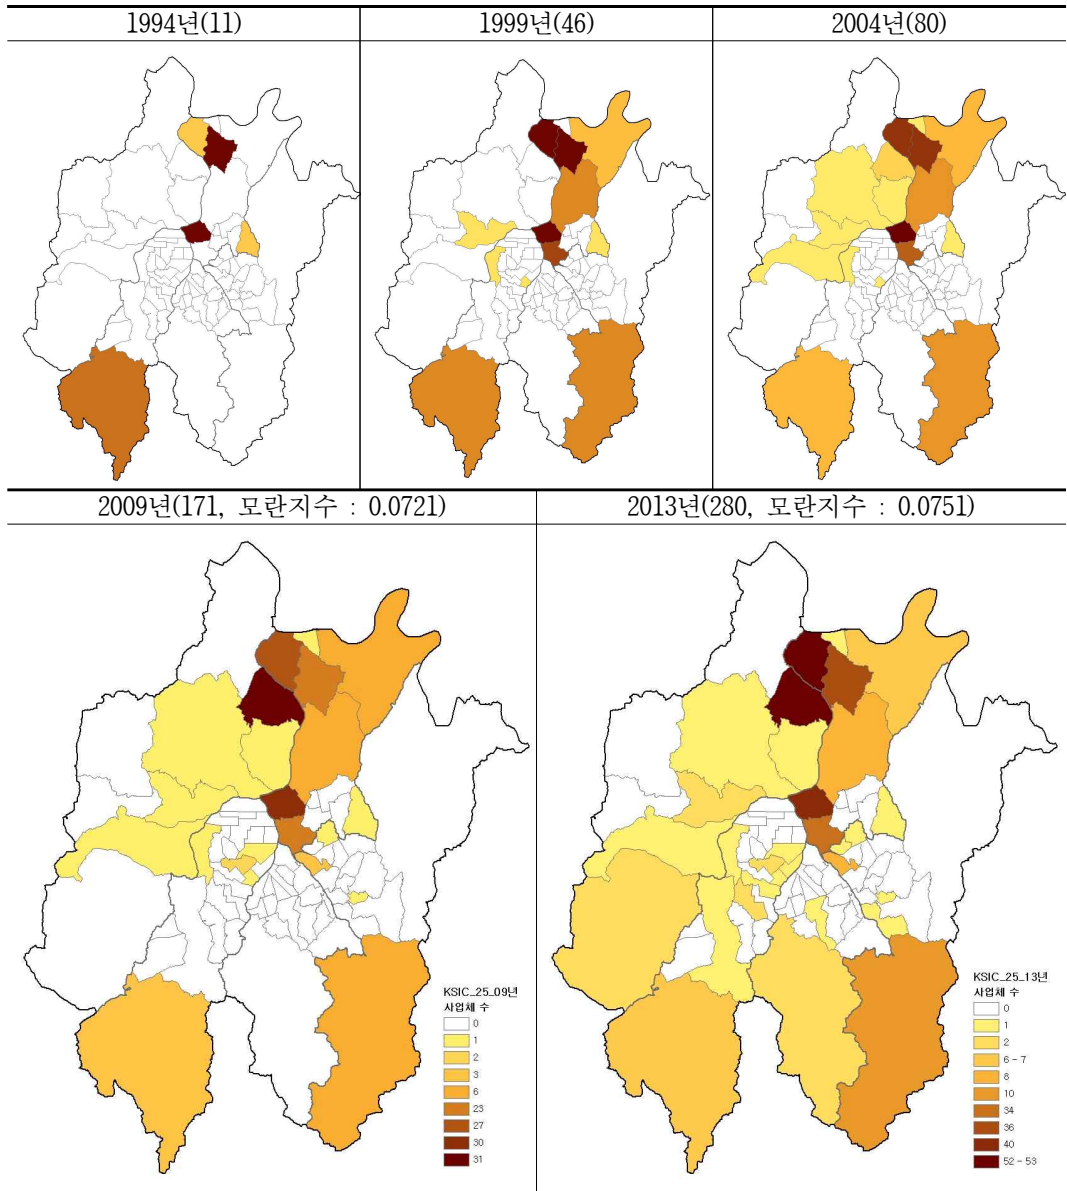 1994년(11)
1999년(46)
2004년(80)
2009년(171, 모란지수 : 0.0721)
2013년(280, 모란지수 : 0.0751)
KSIC_25_09년
사업체 수
0
1
2
3
6
23
27
30
31
KSIC_25_13년
사업체 수
0
1
2
6 - 7
8
10
34
36
40
52 - 53